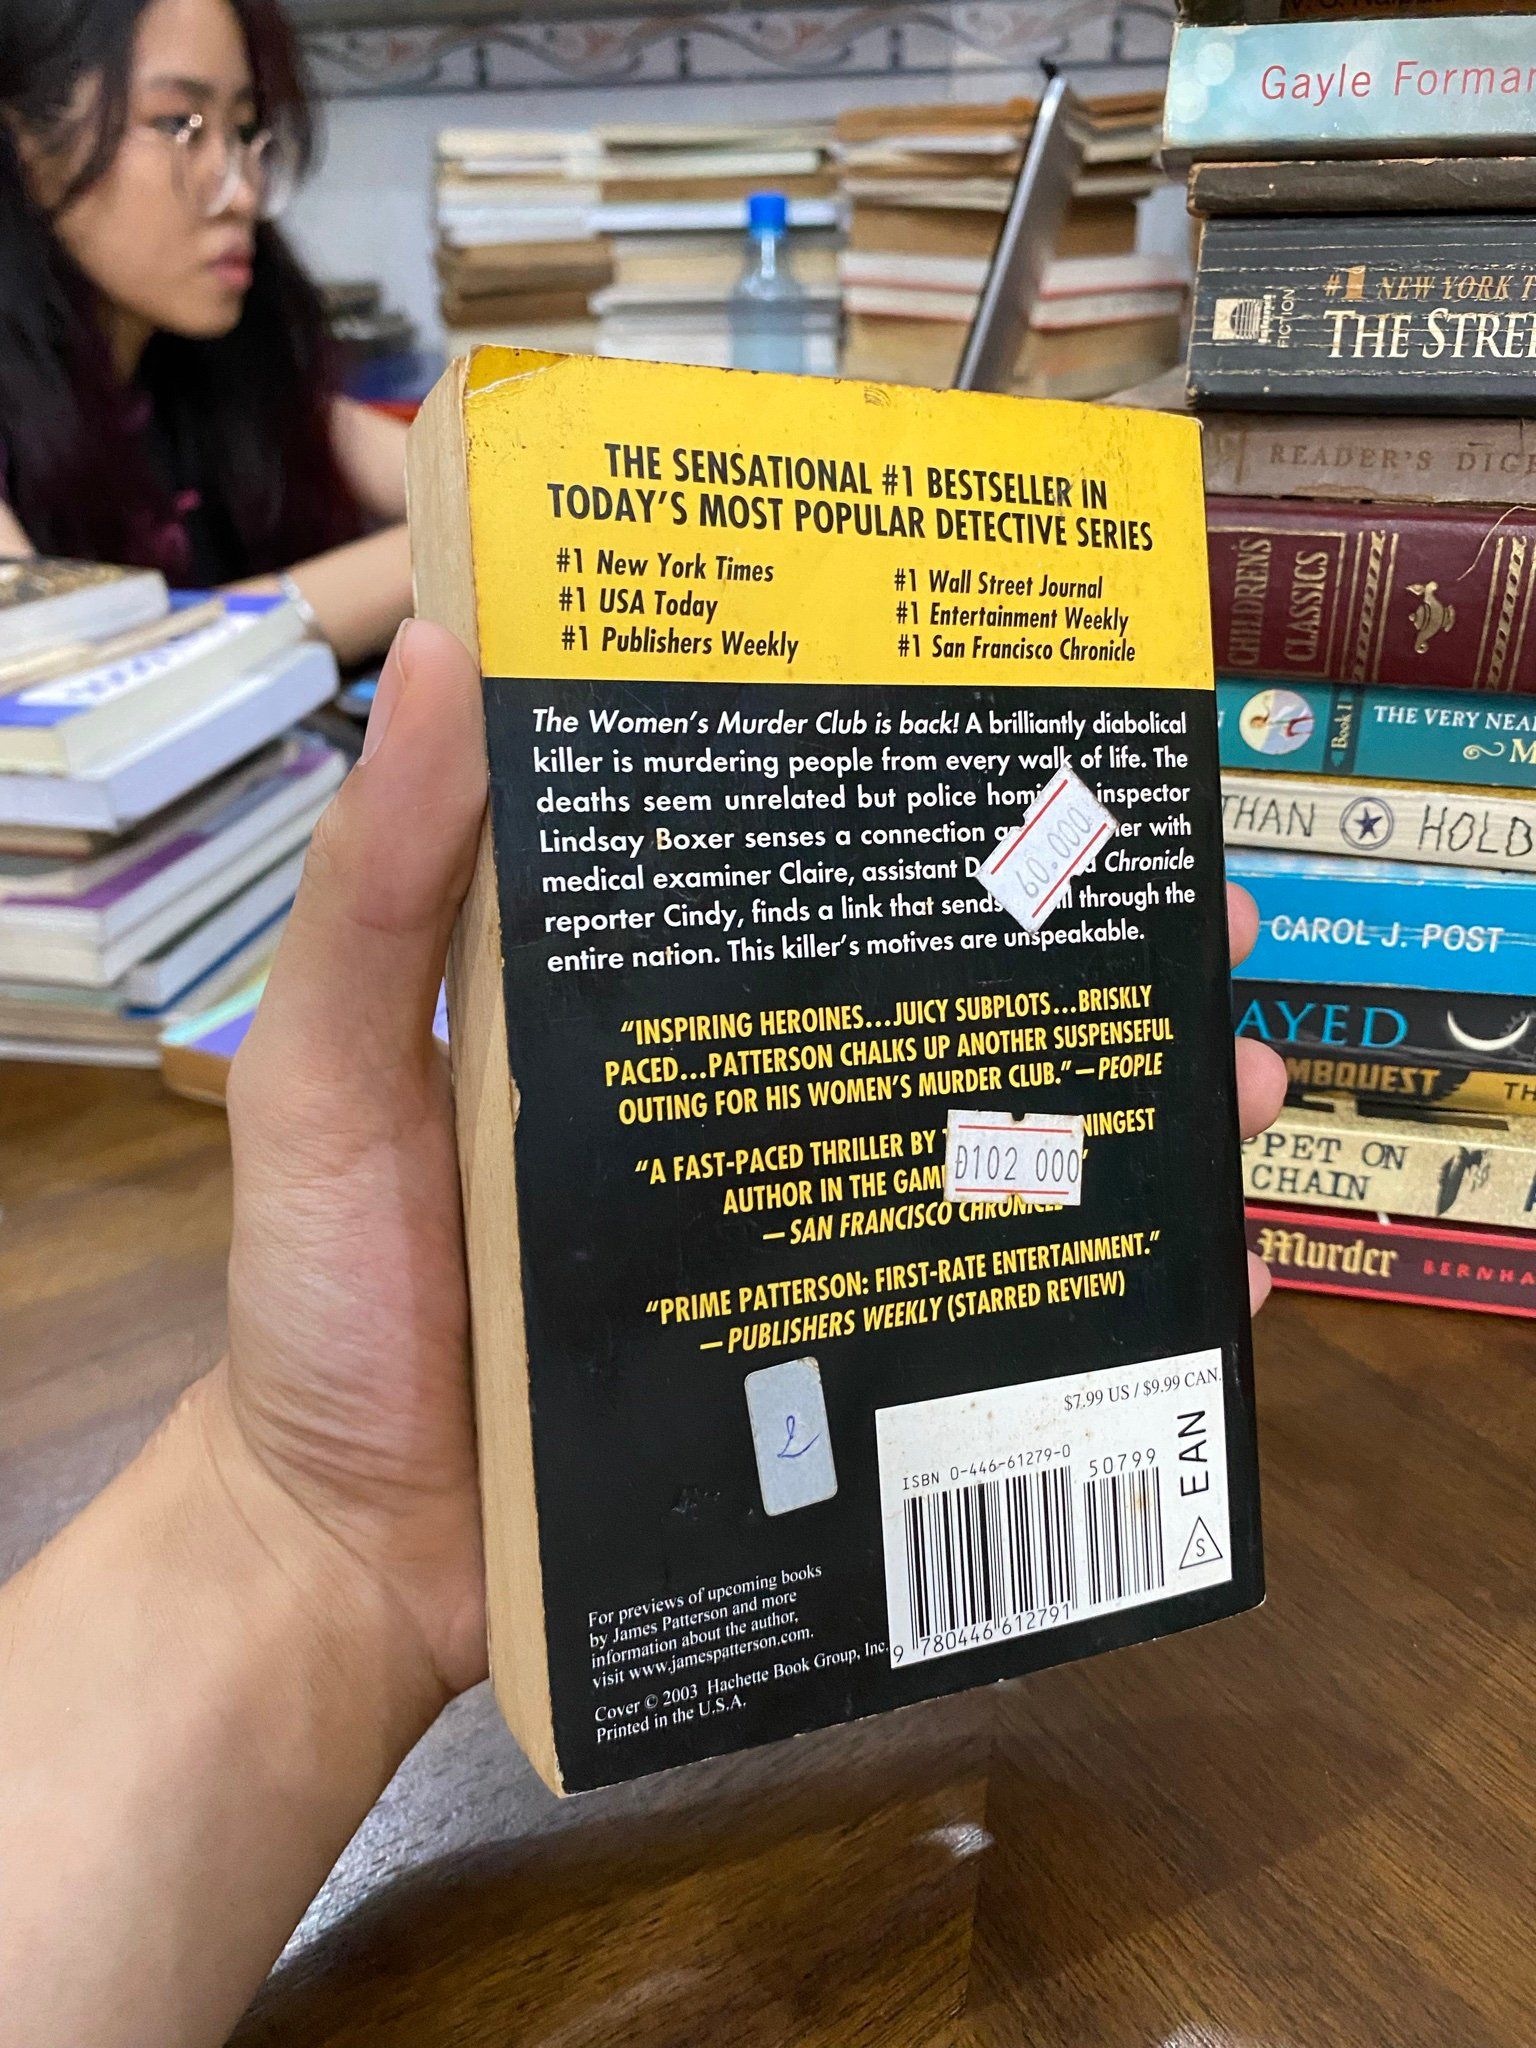 THE SENSATIONAL #1 BESTSELLER IN
TODAY'S MOST POPULAR DETECTIVE SERIES
#1 New York Times
#1 USA Today
#1 Publishers Weekly
#1 Wall Street Journal
#1 Entertainment Weekly
#1 San Francisco Chronicle
The Women's Murder Club is back! A brilliantly diabolical
killer is murdering people from every walk of life. The
deaths seem unrelated but police inspector
Lindsay Boxer senses a connection with
medical examiner Claire, assistant Chronicle
reporter Cindy, finds a link that sends through the
entire nation. This killer's motives are unspeakable.
60.000
"INSPIRING HEROINES...JUICY SUBPLOTS...BRISKLY
PACED...PATTERSON CHALKS UP ANOTHER SUSPENSEFUL
OUTING FOR HIS WOMEN'S MURDER CLUB." — PEOPLE
"A FAST-PACED THRILLER BY
AUTHOR IN THE
— SAN FRANCISCO CHRONICLE
Đ102 000
"PRIME PATTERSON: FIRST-RATE ENTERTAINMENT."
— PUBLISHERS WEEKLY (STARRED REVIEW)
$7.99 US / $9.99 CAN.
ISBN 0-446-61279-0
50799
EAN
S
9 780446 612791
For previews of upcoming books
by James Patterson and more
information about the author,
visit www.jamespatterson.com.
Cover © 2003 Hachette Book Group, Inc.
Printed in the U.S.A.
Gayle Forman
#1 NEW YORK T
FICTION
THE STREE
READER'S DIG
CHILDREN'S
CLASSICS
Book I
THE VERY NEA
M
THAN HOLD
CAROL J. POST
AYED
MBQUEST
TH
PPET ON
CHAIN
Murder
BERNHA